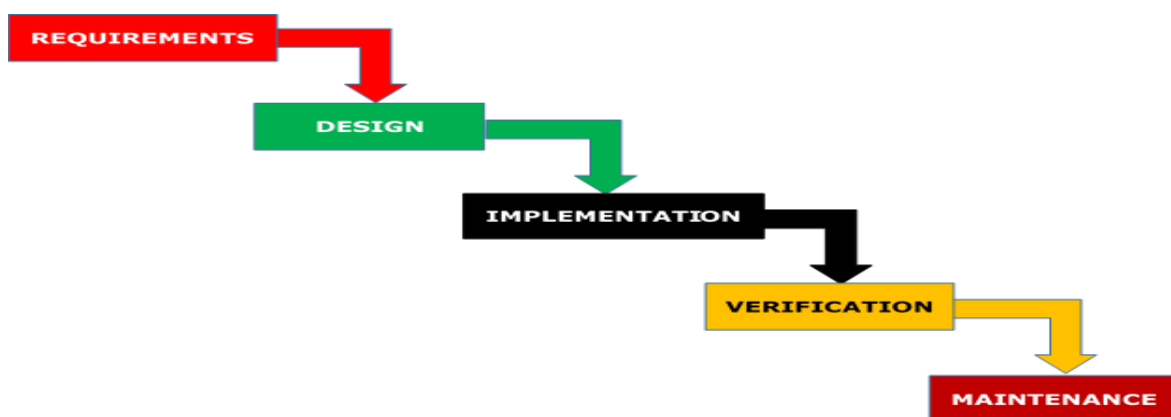 REQUIREMENTS
DESIGN
IMPLEMENTATION
VERIFICATION
MAINTENANCE